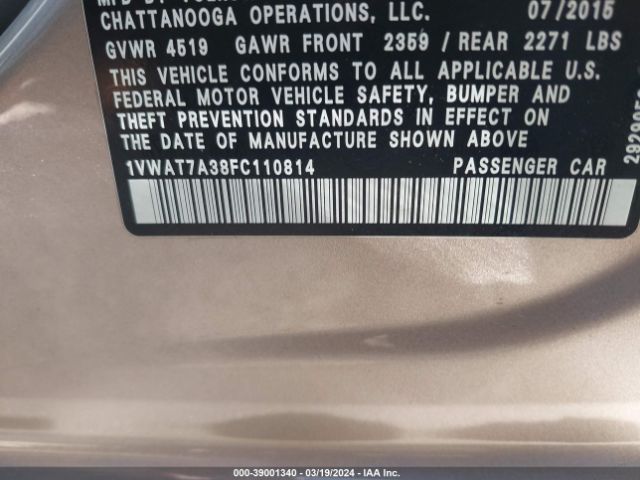 MFD BY
CHATTANOOGA OPERATIONS, LLC. 07/2015
GVWR 4519 GAWR FRONT 2359 / REAR 2271 LBS
THIS VEHICLE CONFORMS TO ALL APPLICABLE U.S.
FEDERAL MOTOR VEHICLE SAFETY, BUMPER AND
THEFT PREVENTION STANDARDS IN EFFECT ON
THE DATE OF MANUFACTURE SHOWN ABOVE
1VWAT7A38FC110814 PASSENGER CAR
000-39001340 - 03/19/2024 - IAA Inc.